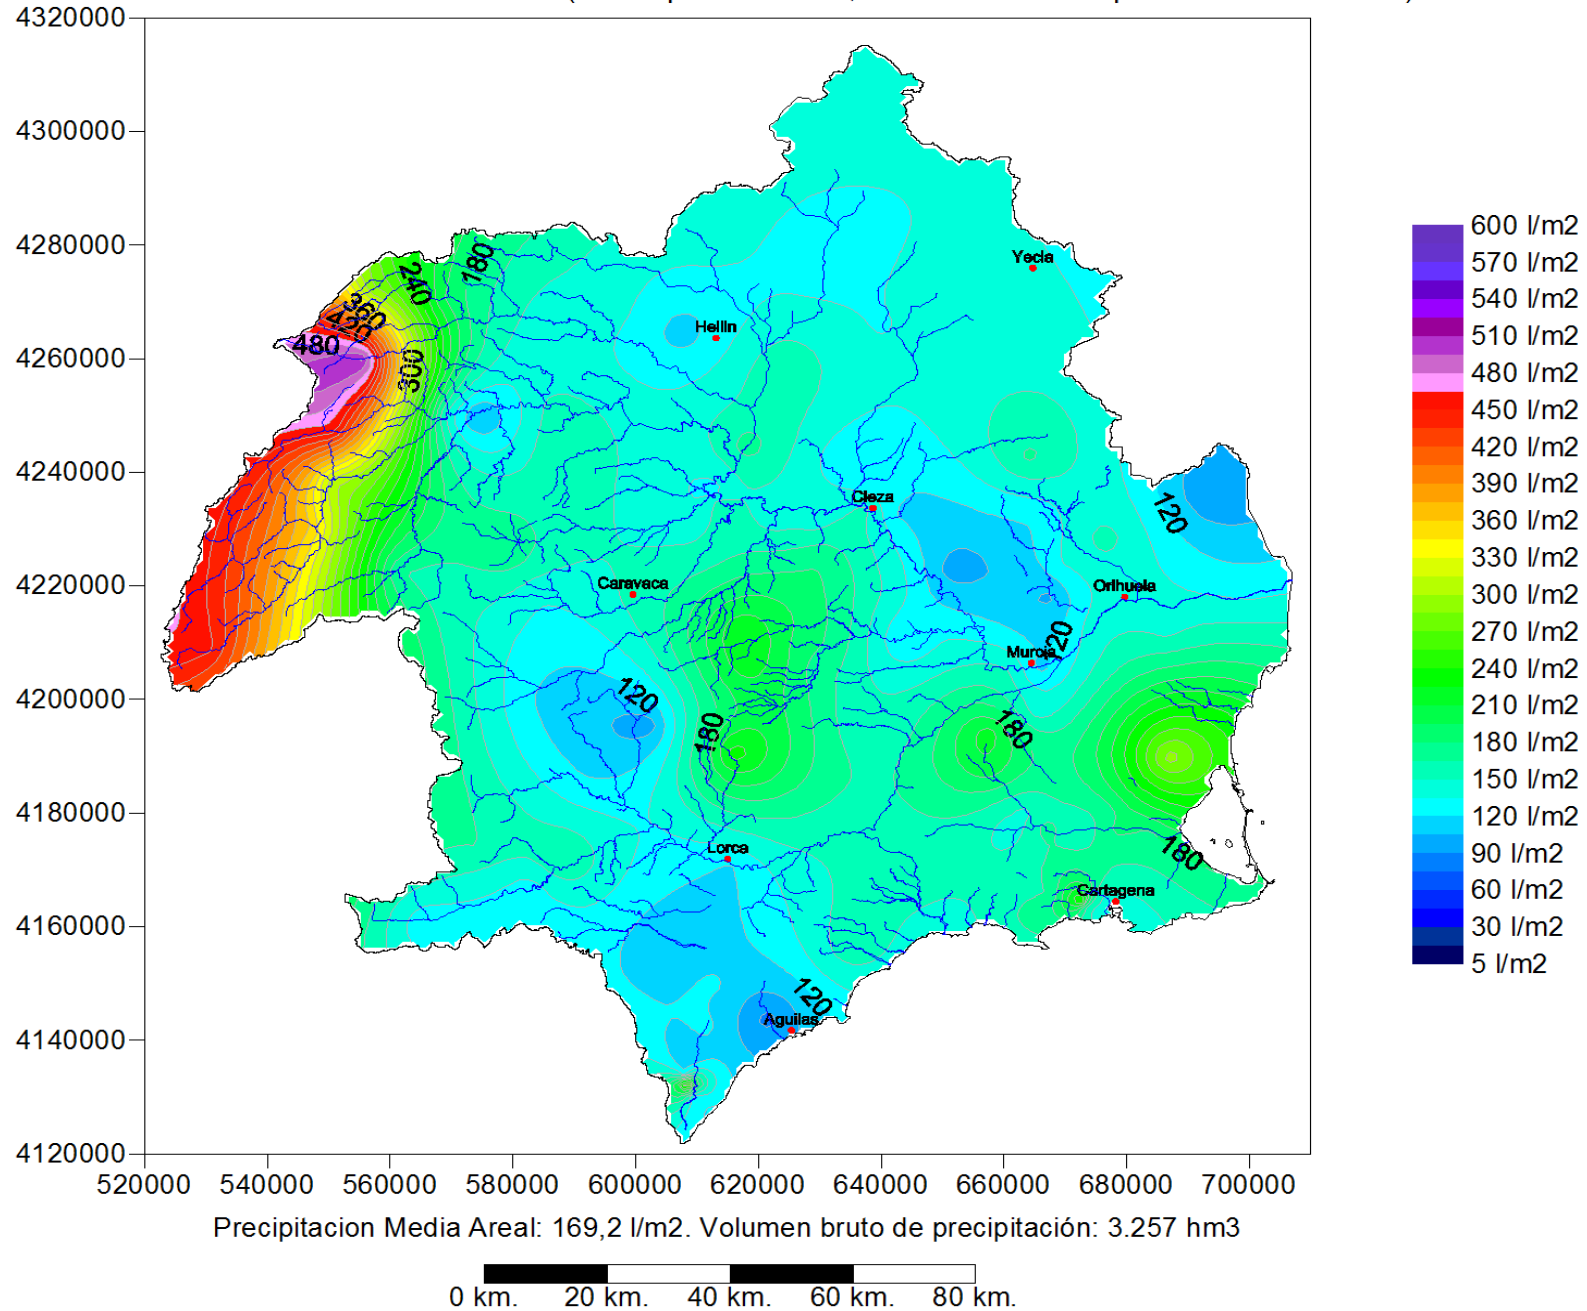 4320000
4300000
4280000
4260000
4240000
4220000
4200000
4180000
4160000
4140000
4120000
520000 540000 560000 580000 600000 620000 640000 660000 680000 700000
180
240
360
420
480
300
Yecla
Hellin
Cieza
120
Caravaca
Orihuela
120
Murcia
120
180
180
Lorca
180
Cartagena
120
Aguilas
600 l/m2
570 l/m2
540 l/m2
510 l/m2
480 l/m2
450 l/m2
420 l/m2
390 l/m2
360 l/m2
330 l/m2
300 l/m2
270 l/m2
240 l/m2
210 l/m2
180 l/m2
150 l/m2
120 l/m2
90 l/m2
60 l/m2
30 l/m2
5 l/m2
Precipitacion Media Areal: 169,2 l/m2. Volumen bruto de precipitación: 3.257 hm3
0 km. 20 km. 40 km. 60 km. 80 km.